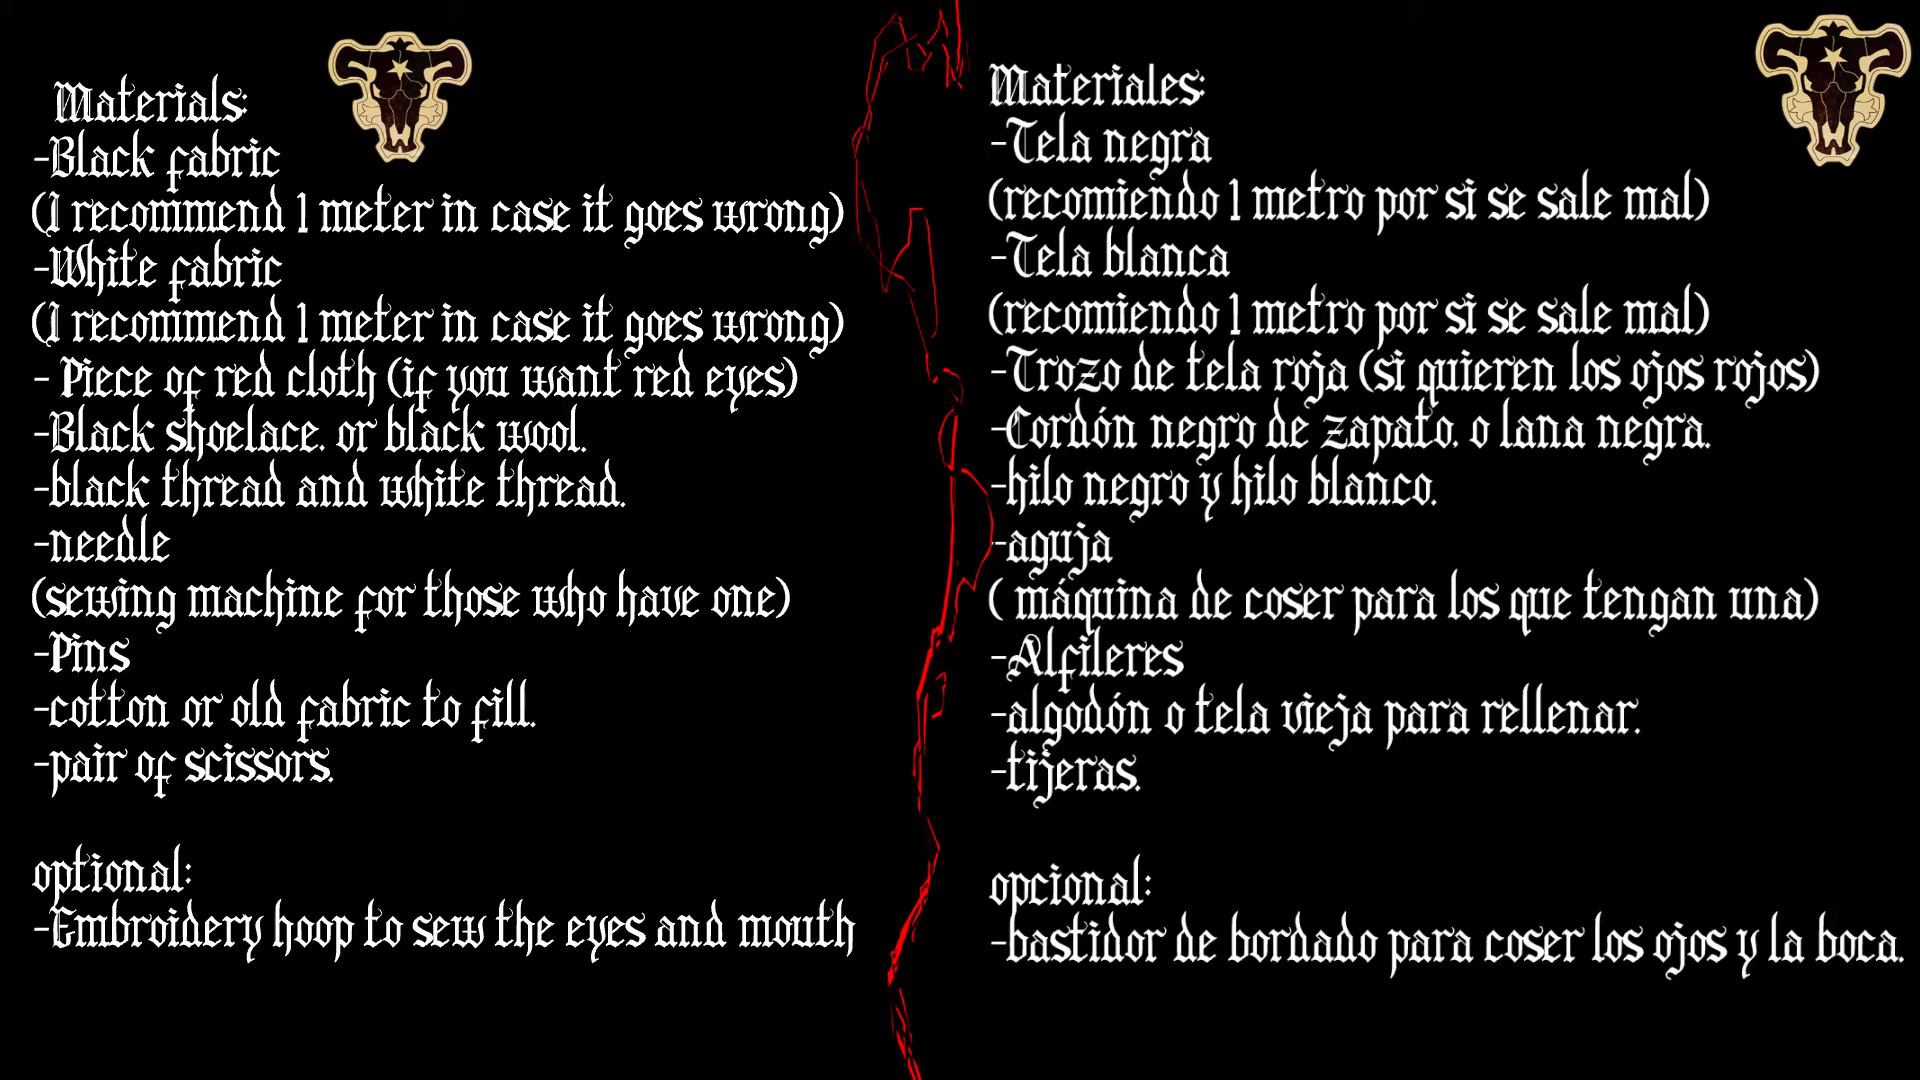 Materials:
-Black fabric
(I recommend 1 meter in case it goes wrong)
-White fabric
(I recommend 1 meter in case it goes wrong)
- Piece of red cloth (if you want red eyes)
-Black shoelace. or black wool.
-black thread and white thread.
-needle
(sewing machine for those who have one)
-Pins
-cotton or old fabric to fill.
-pair of scissors.
optional:
-Embroidery hoop to sew the eyes and mouth
Materiales:
-Tela negra
(recomiendo 1 metro por si se sale mal)
-Tela blanca
(recomiendo 1 metro por si se sale mal)
-Trozo de tela roja (si quieren los ojos rojos)
-Cordón negro de zapato. o lana negra.
-hilo negro y hilo blanco.
-aguja
( máquina de coser para los que tengan una)
-Alfileres
-algodón o tela vieja para rellenar.
-tijeras.
opcional:
-bastidor de bordado para coser los ojos y la boca.